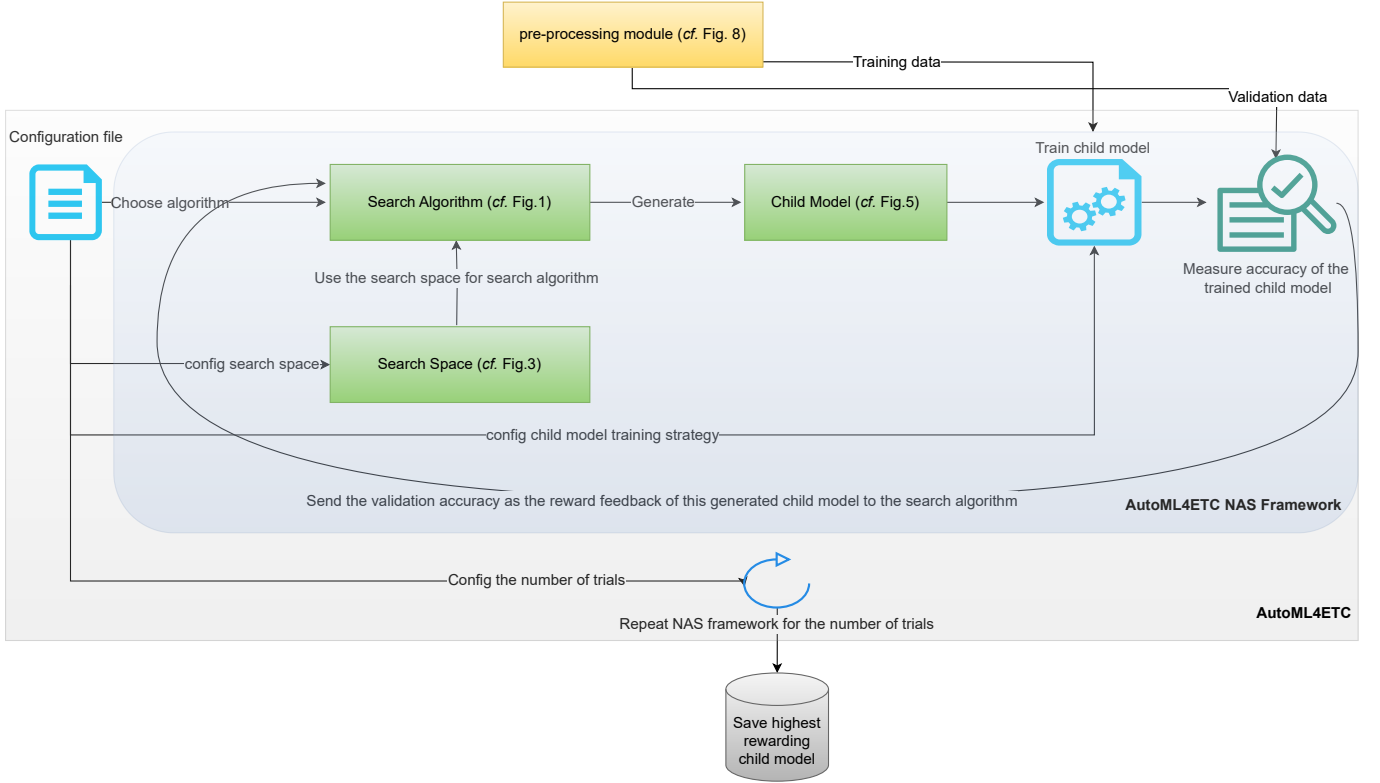 pre-processing module (cf. Fig. 8)
Training data
Validation data
Configuration file
Train child model
Choose algorithm
Search Algorithm (cf. Fig.1)
Generate
Child Model (cf. Fig.5)
Measure accuracy of the
trained child model
Use the search space for search algorithm
config search space
Search Space (cf. Fig.3)
config child model training strategy
Send the validation accuracy as the reward feedback of this generated child model to the search algorithm
AutoML4ETC NAS Framework
Config the number of trials
AutoML4ETC
Repeat NAS framework for the number of trials
Save highest
rewarding
child model